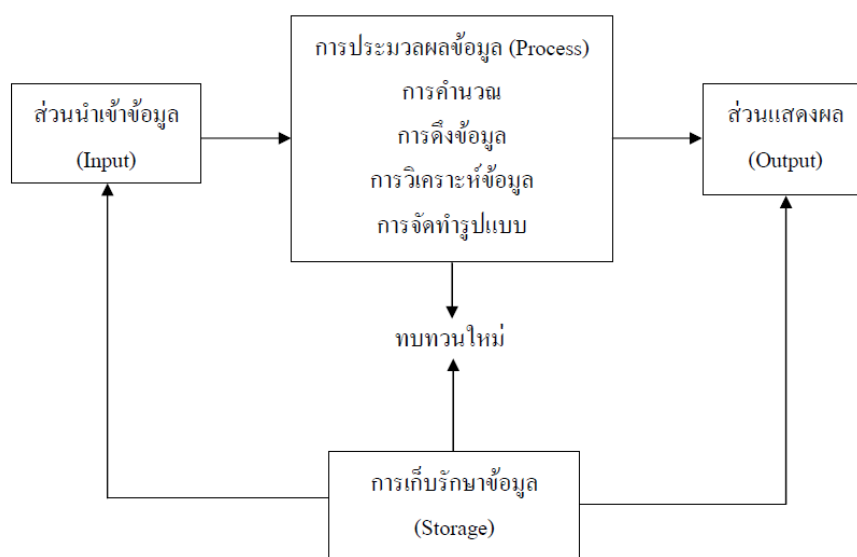 ส่วนนำเข้าข้อมูล
(Input)
การประมวลผลข้อมูล (Process)
การคำนวณ
การดึงข้อมูล
การวิเคราะห์ข้อมูล
การจัดทำรูปแบบ
ส่วนแสดงผล
(Output)
ทบทวนใหม่
การเก็บรักษาข้อมูล
(Storage)